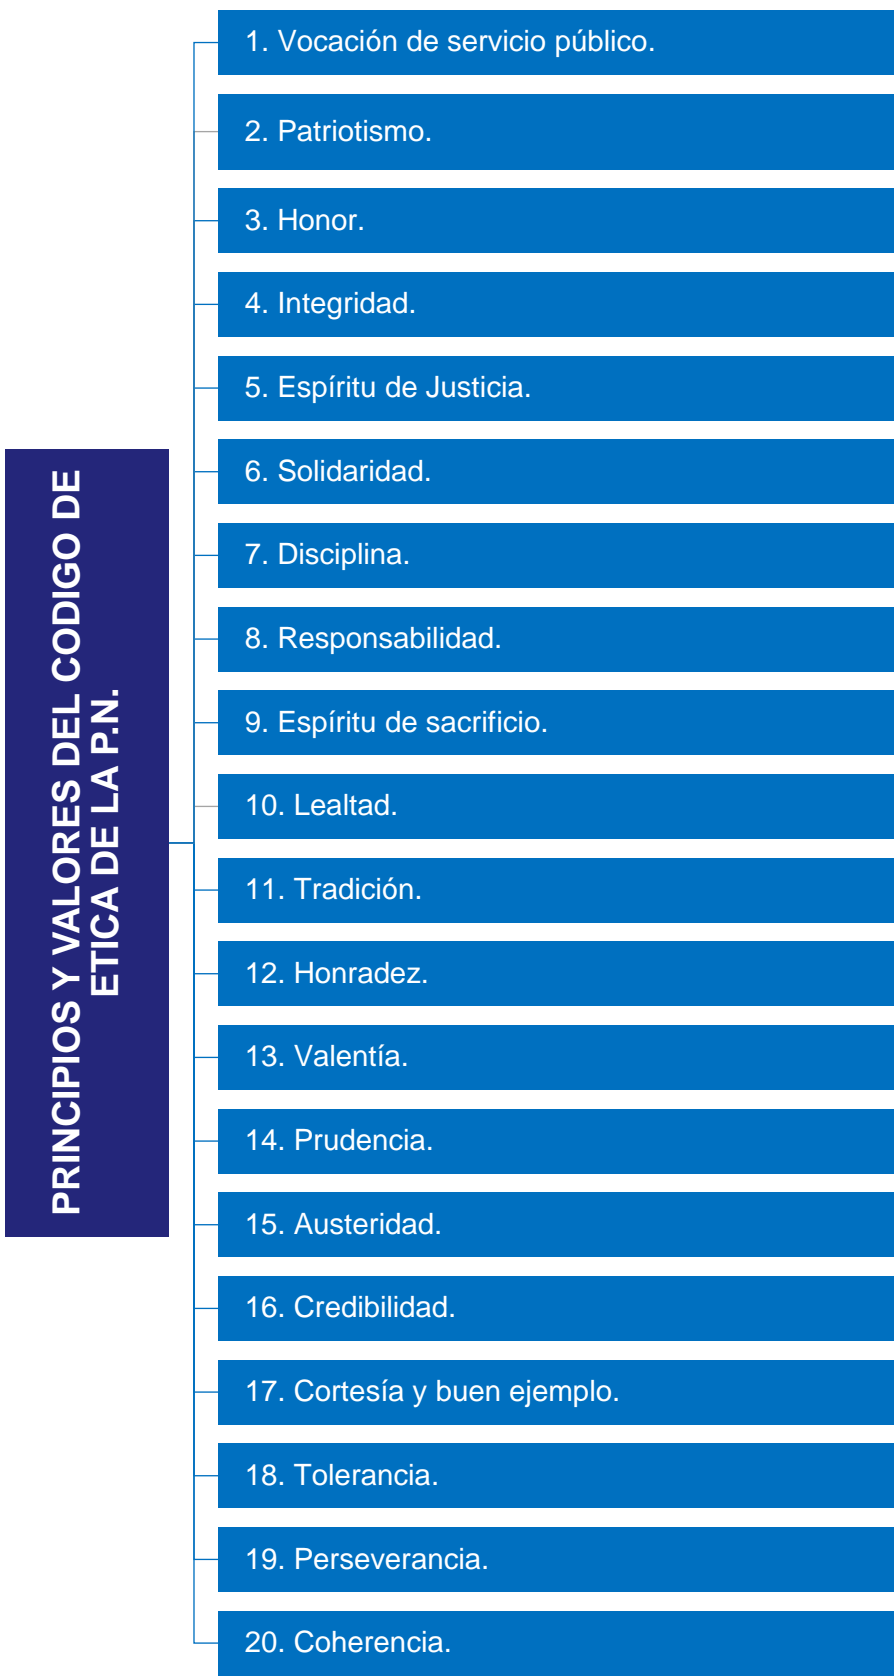 PRINCIPIOS Y VALORES DEL CODIGO DE
ETICA DE LA P.N.
1. Vocación de servicio público.
2. Patriotismo.
3. Honor.
4. Integridad.
5. Espíritu de Justicia.
6. Solidaridad.
7. Disciplina.
8. Responsabilidad.
9. Espíritu de sacrificio.
10. Lealtad.
11. Tradición.
12. Honradez.
13. Valentía.
14. Prudencia.
15. Austeridad.
16. Credibilidad.
17. Cortesía y buen ejemplo.
18. Tolerancia.
19. Perseverancia.
20. Coherencia.